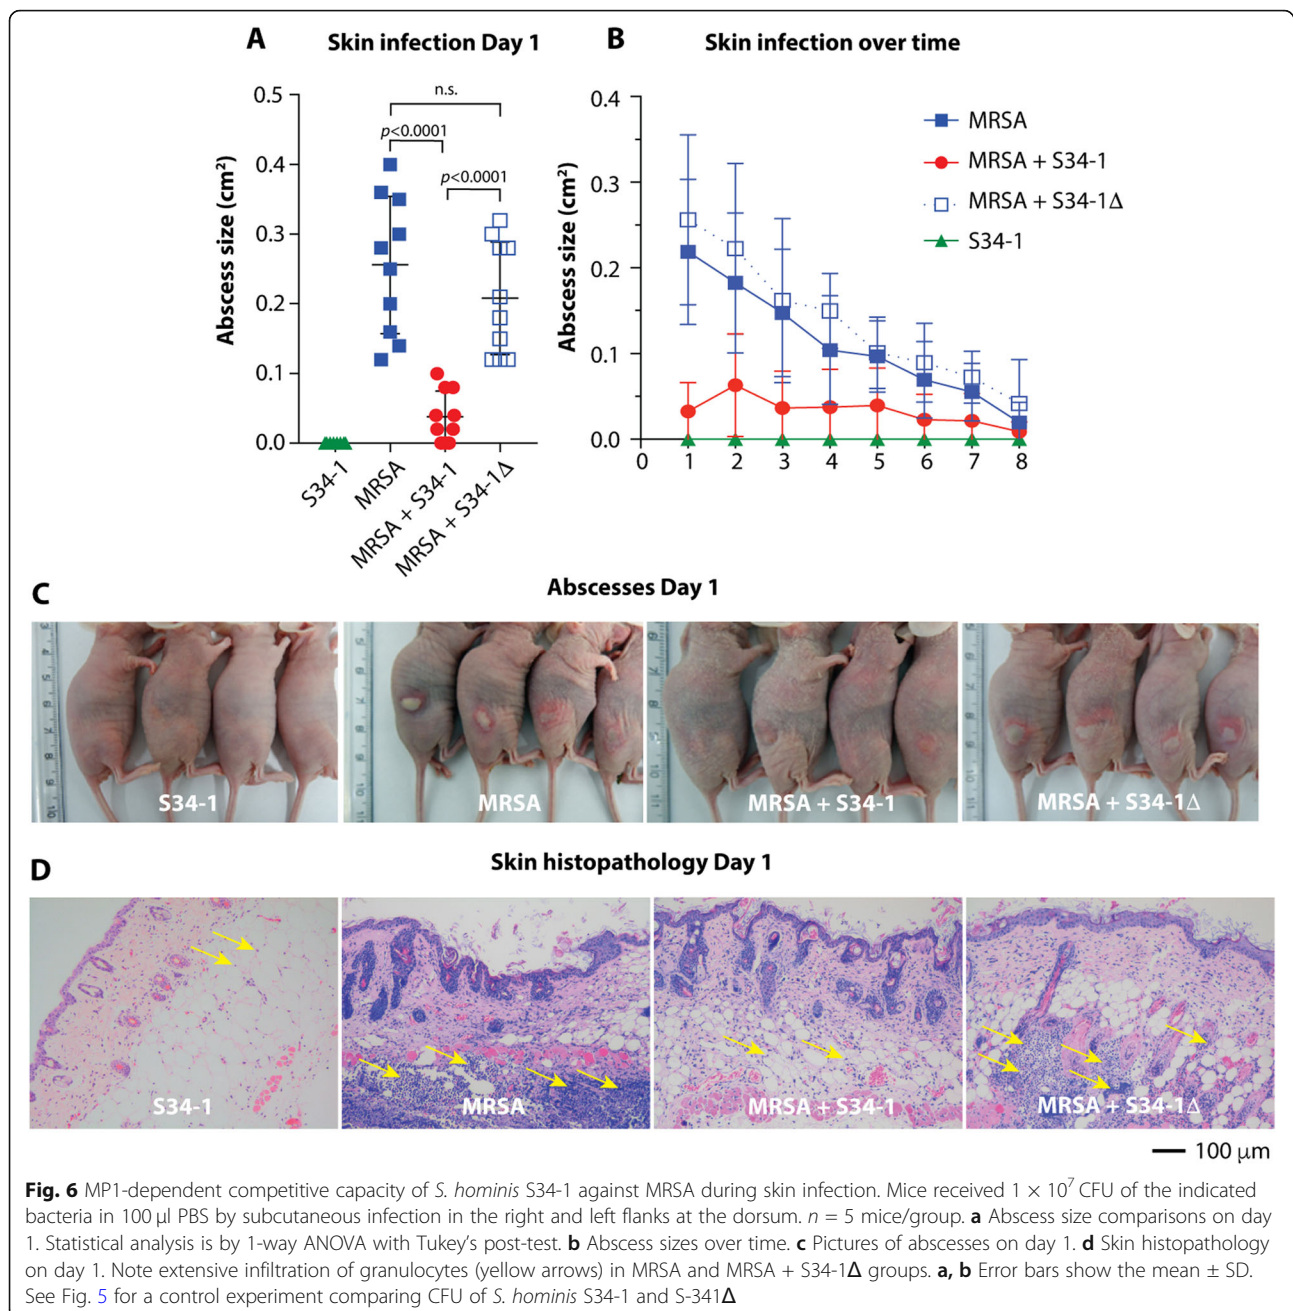 A Skin infection Day 1
n.s.
p<0.0001
p<0.0001
Abscess size (cm²)
0.5
0.4
0.3
0.2
0.1
0.0
S34-1
MRSA
MRSA + S34-1
MRSA + S34-1Δ
B Skin infection over time
Abscess size (cm²)
0.4
0.3
0.2
0.1
0.0
0 1 2 3 4 5 6 7 8
MRSA
MRSA + S34-1
MRSA + S34-1Δ
S34-1
C Abscesses Day 1
S34-1
MRSA
MRSA + S34-1
MRSA + S34-1Δ
D Skin histopathology Day 1
S34-1
MRSA
MRSA + S34-1
MRSA + S34-1Δ
100 μm
Fig. 6 MP1-dependent competitive capacity of S. hominis S34-1 against MRSA during skin infection. Mice received 1 × 10⁷ CFU of the indicated
bacteria in 100 μl PBS by subcutaneous infection in the right and left flanks at the dorsum. n = 5 mice/group. a Abscess size comparisons on day
1. Statistical analysis is by 1-way ANOVA with Tukey's post-test. b Abscess sizes over time. c Pictures of abscesses on day 1. d Skin histopathology
on day 1. Note extensive infiltration of granulocytes (yellow arrows) in MRSA and MRSA + S34-1Δ groups. a, b Error bars show the mean ± SD.
See Fig. 5 for a control experiment comparing CFU of S. hominis S34-1 and S-341Δ